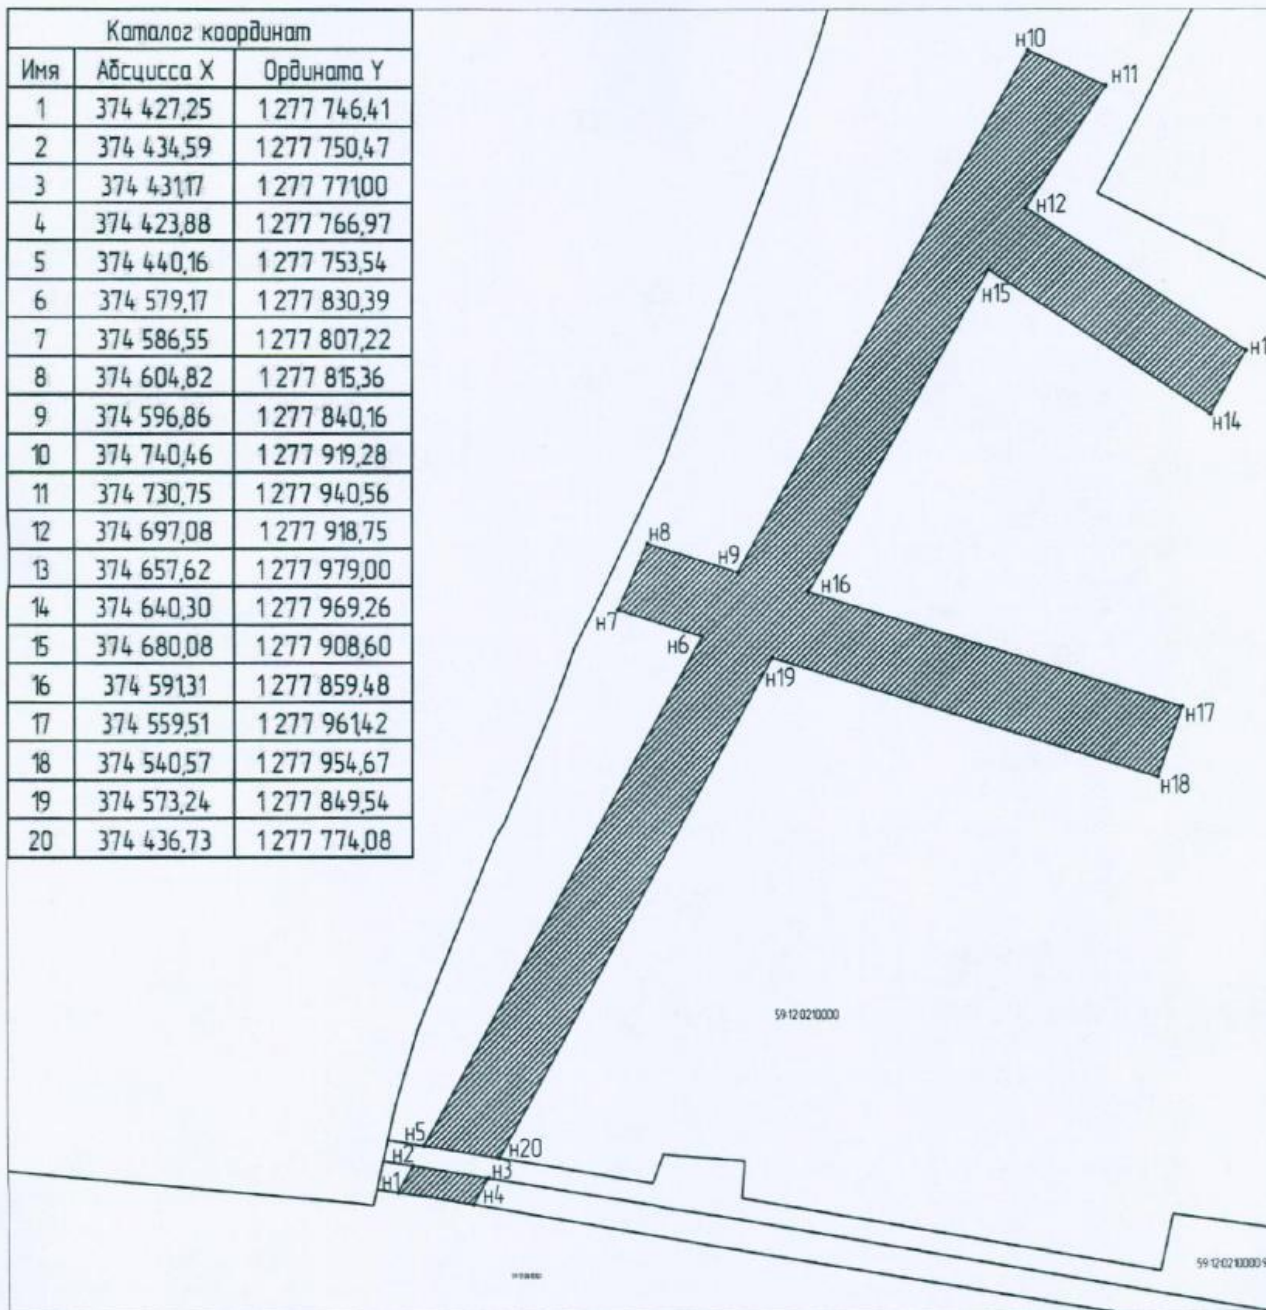 Каталог координат
Имя Абсцисса X Ордината Y
1 374 427,25 1 277 746,41
2 374 434,59 1 277 750,47
3 374 431,17 1 277 771,00
4 374 423,88 1 277 766,97
5 374 440,16 1 277 753,54
6 374 579,17 1 277 830,39
7 374 586,55 1 277 807,22
8 374 604,82 1 277 815,36
9 374 596,86 1 277 840,16
10 374 740,46 1 277 919,28
11 374 730,75 1 277 940,56
12 374 697,08 1 277 918,75
13 374 657,62 1 277 979,00
14 374 640,30 1 277 969,26
15 374 680,08 1 277 908,60
16 374 591,31 1 277 859,48
17 374 559,51 1 277 961,42
18 374 540,57 1 277 954,67
19 374 573,24 1 277 849,54
20 374 436,73 1 277 774,08
н10
н11
н12
н15
н14
н8
н9
н16
н7
н6
н19
н17
н18
59:12:0210000
н5
н20
н2
н3
н1
н4